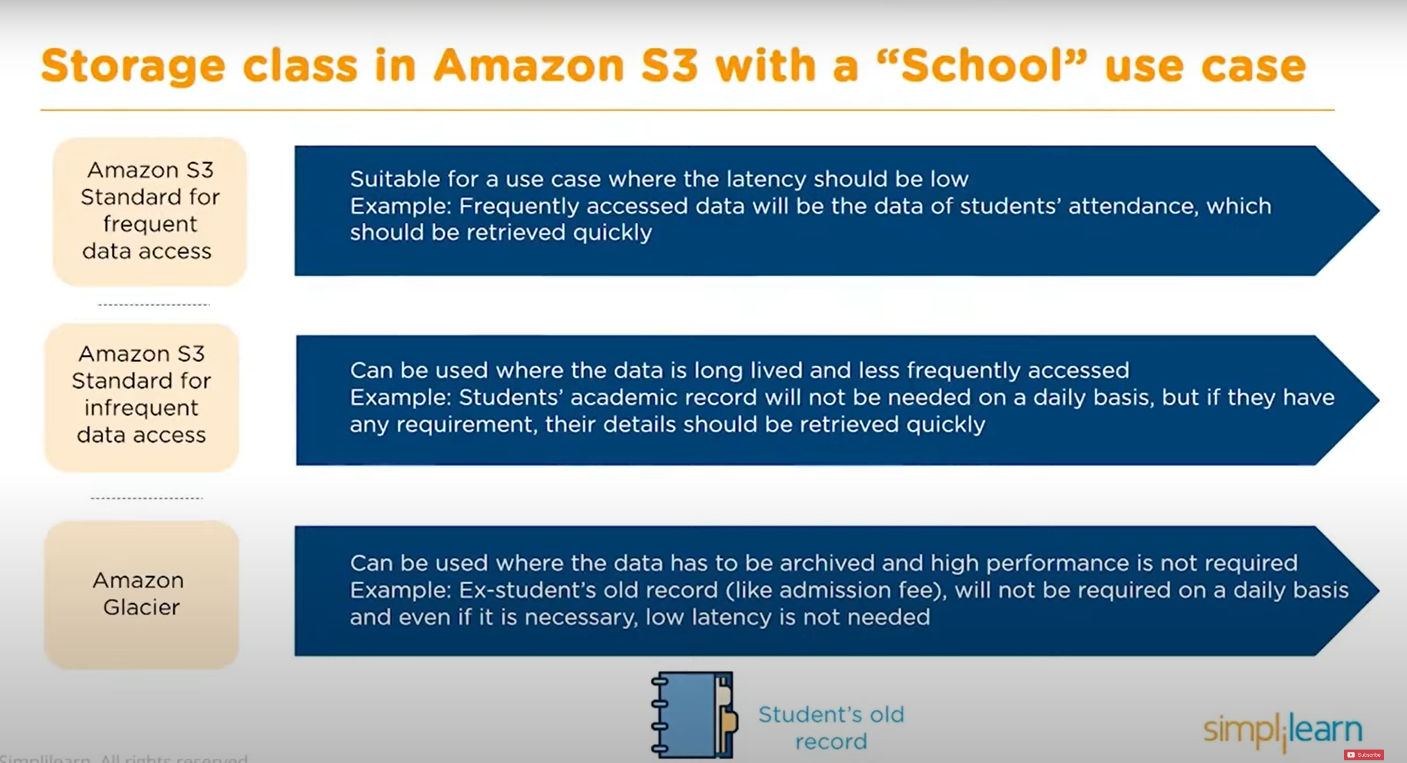 Storage class in Amazon S3 with a “School” use case
Amazon S3
Standard for
frequent
data access
Suitable for a use case where the latency should be low
Example: Frequently accessed data will be the data of students’ attendance, which
should be retrieved quickly
Amazon S3
Standard for
infrequent
data access
Can be used where the data is long lived and less frequently accessed
Example: Students’ academic record will not be needed on a daily basis, but if they have
any requirement, their details should be retrieved quickly
Amazon
Glacier
Can be used where the data has to be archived and high performance is not required
Example: Ex-student’s old record (like admission fee), will not be required on a daily basis
and even if it is necessary, low latency is not needed
Student’s old
record
simplilearn
Subscribe
Simplilearn. All rights reserved